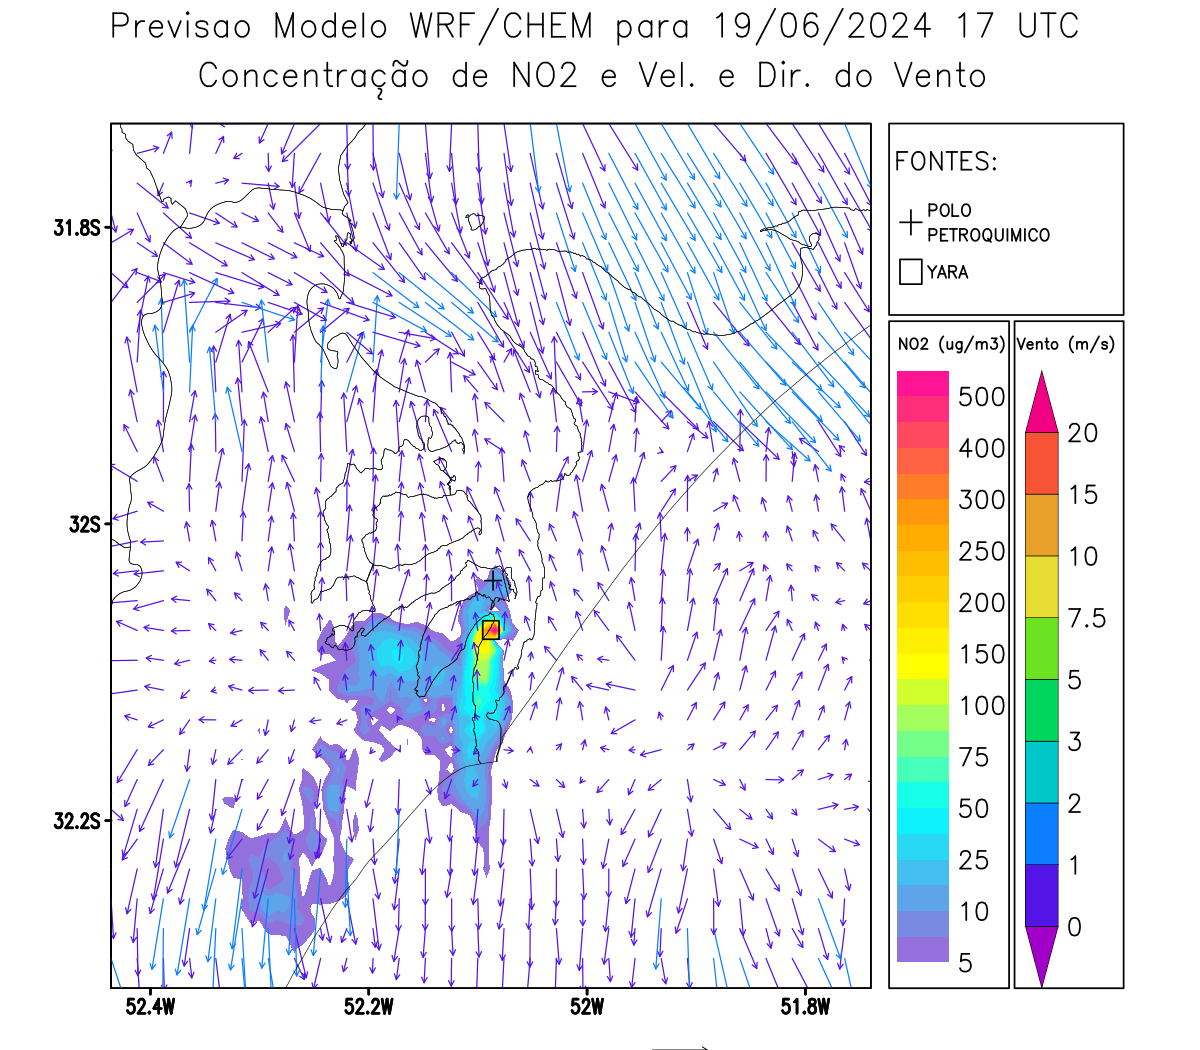 Previsao Modelo WRF/CHEM para 19/06/2024 17 UTC
Concentração de NO2 e Vel. e Dir. do Vento
FONTES:
POLO
PETROQUIMICO
YARA
NO2 (ug/m3)
500
400
300
250
200
150
100
75
50
25
10
5
Vento (m/s)
20
15
10
7.5
5
3
2
1
0
31.8S
32S
32.2S
52.4W
52.2W
52W
51.8W